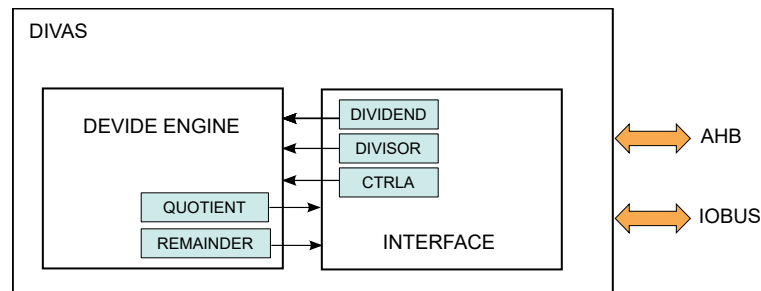 DIVAS
DEVIDE ENGINE
DIVIDEND
DIVISOR
CTRLA
QUOTIENT
REMAINDER
INTERFACE
AHB
IOBUS